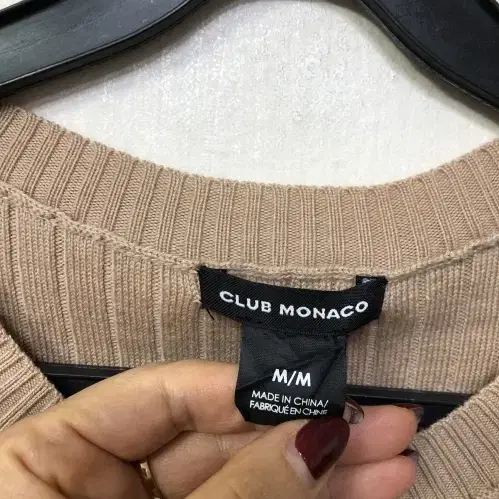 CLUB MONACO
M/M
MADE IN CHINA/
FABRIQUÉ EN CHINE